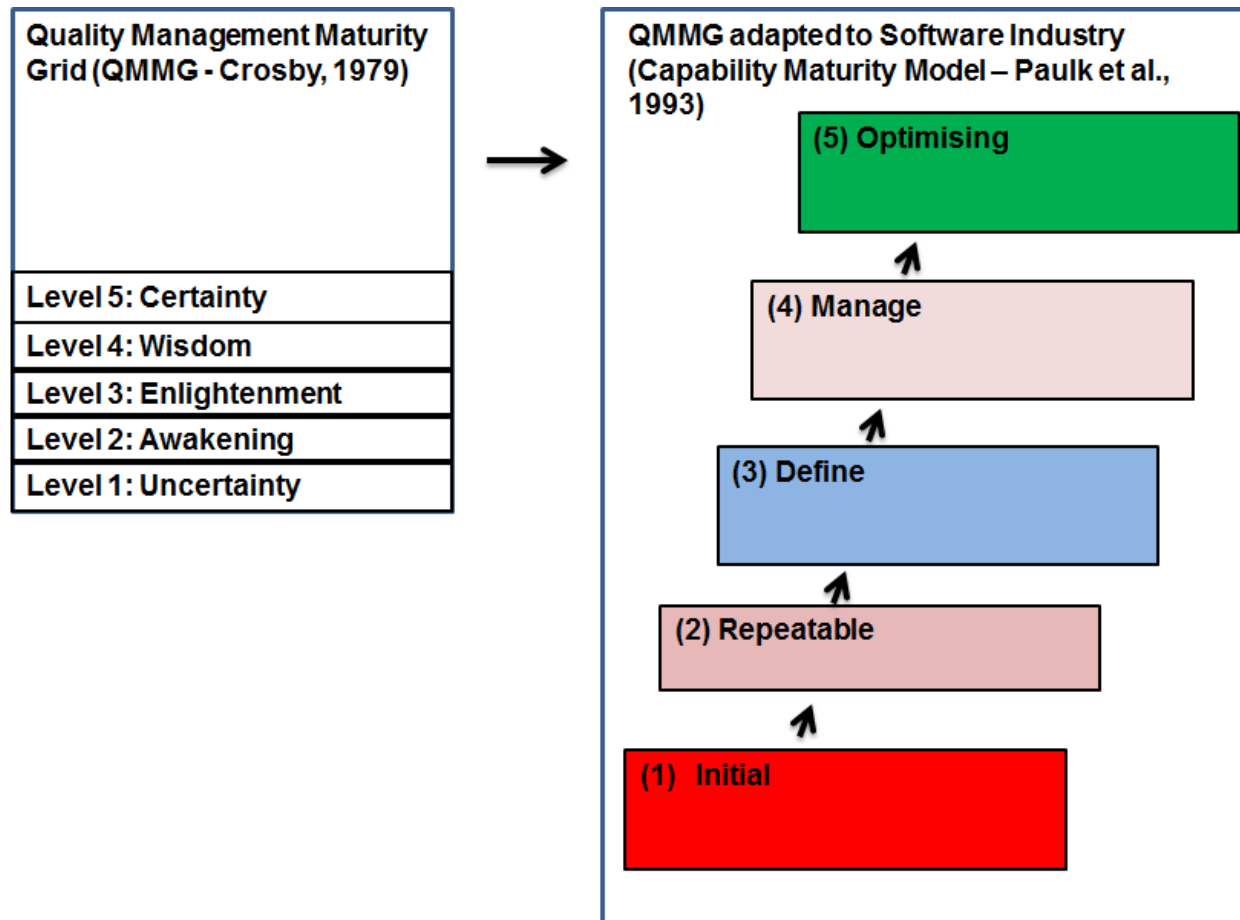 Quality Management Maturity
Grid (QMMG - Crosby, 1979)
Level 5: Certainty
Level 4: Wisdom
Level 3: Enlightenment
Level 2: Awakening
Level 1: Uncertainty
QMMG adapted to Software Industry
(Capability Maturity Model – Paulk et al.,
1993)
(5) Optimising
(4) Manage
(3) Define
(2) Repeatable
(1) Initial